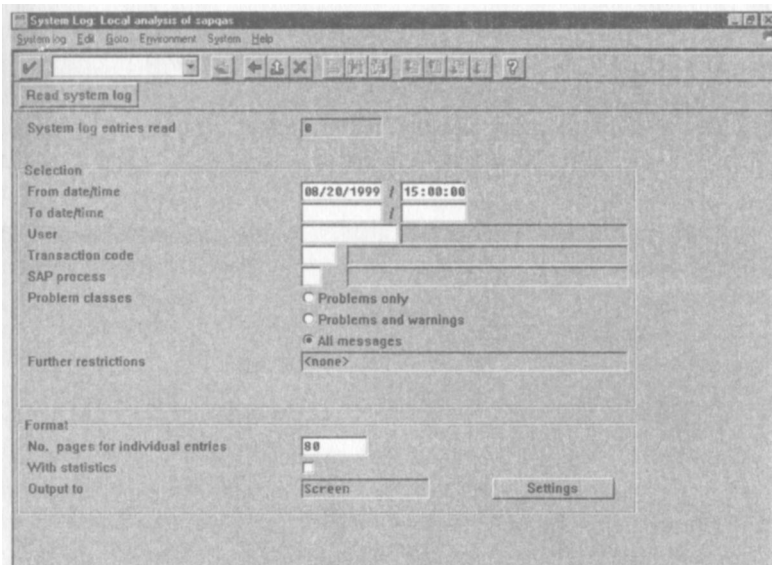 System Log: Local analysis of sapqas
System log Edit Goto Environment System Help
Read system log
System log entries read 0
Selection
From date/time 08/20/1999 / 15:00:00
To date/time /
User
Transaction code
SAP process
Problem classes Problems only
Problems and warnings
All messages
Further restrictions <none>
Format
No. pages for individual entries 80
With statistics
Output to Screen Settings